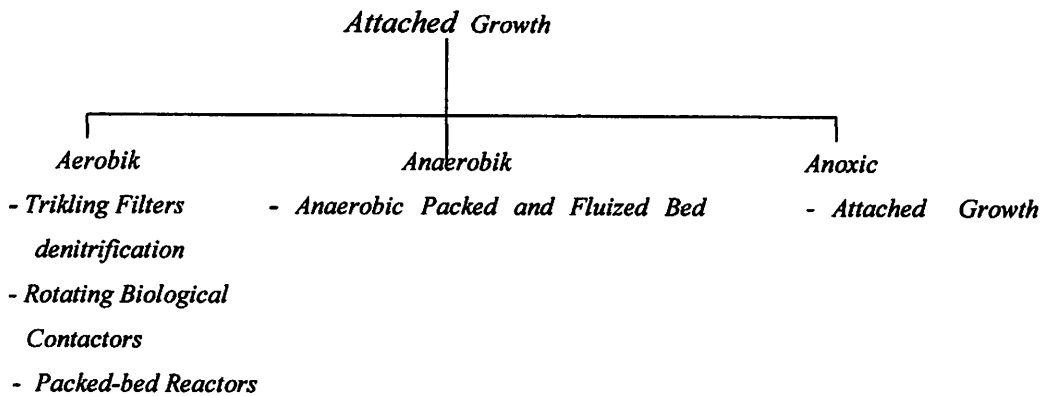 Attached Growth
Aerobik Anaerobik Anoxic
- Trikling Filters - Anaerobic Packed and Fluized Bed - Attached Growth
denitrification
- Rotating Biological
Contactors
- Packed-bed Reactors